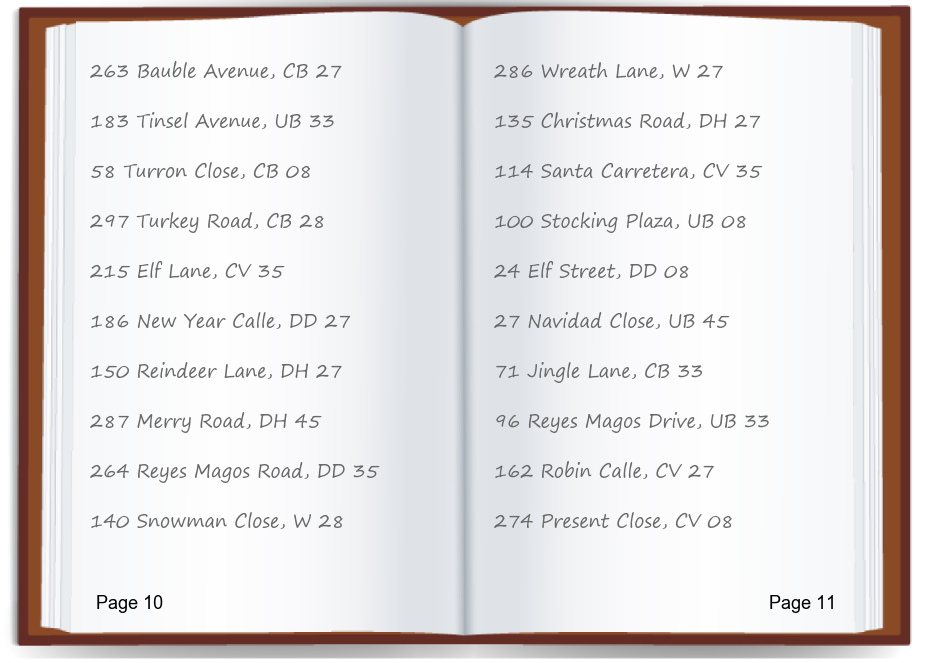 263 Bauble Avenue, CB 27
183 Tinsel Avenue, UB 33
58 Turron Close, CB 08
297 Turkey Road, CB 28
215 Elf Lane, CV 35
186 New Year Calle, DD 27
150 Reindeer Lane, DH 27
287 Merry Road, DH 45
264 Reyes Magos Road, DD 35
140 Snowman Close, W 28
Page 10
286 Wreath Lane, W 27
135 Christmas Road, DH 27
114 Santa Carretera, CV 35
100 Stocking Plaza, UB 08
24 Elf Street, DD 08
27 Navidad Close, UB 45
71 Jingle Lane, CB 33
96 Reyes Magos Drive, UB 33
162 Robin Calle, CV 27
274 Present Close, CV 08
Page 11